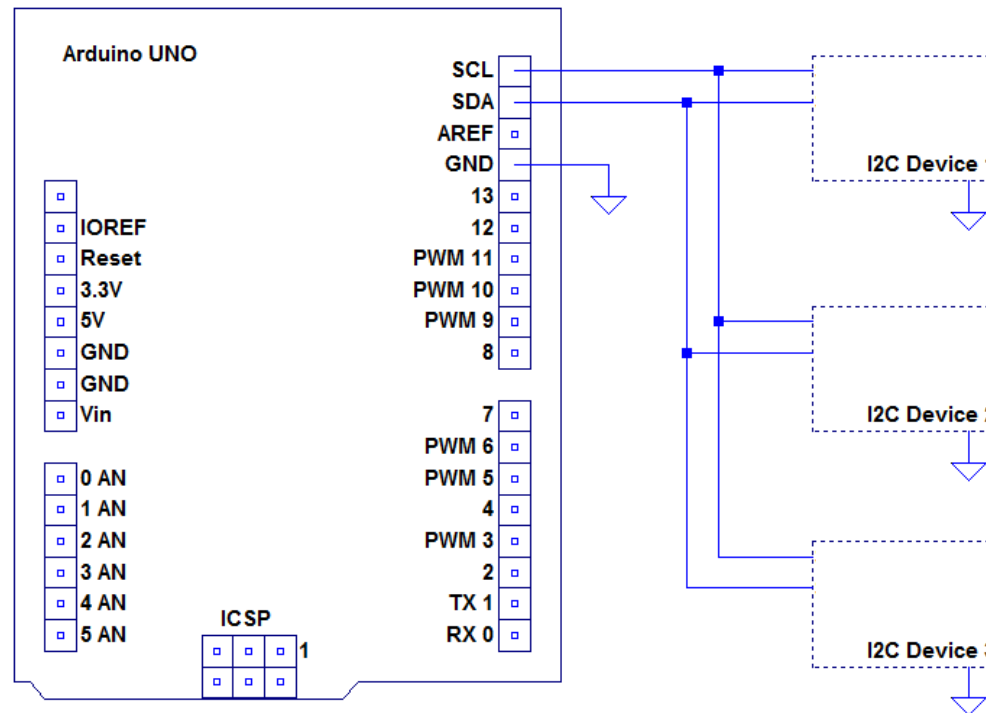 Arduino UNO
SCL
SDA
AREF
GND
13
12
PWM 11
PWM 10
PWM 9
8
7
PWM 6
PWM 5
4
PWM 3
2
TX 1
RX 0
IOREF
Reset
3.3V
5V
GND
GND
Vin
0 AN
1 AN
2 AN
3 AN
4 AN
5 AN
ICSP
1
I2C Device
I2C Device
I2C Device